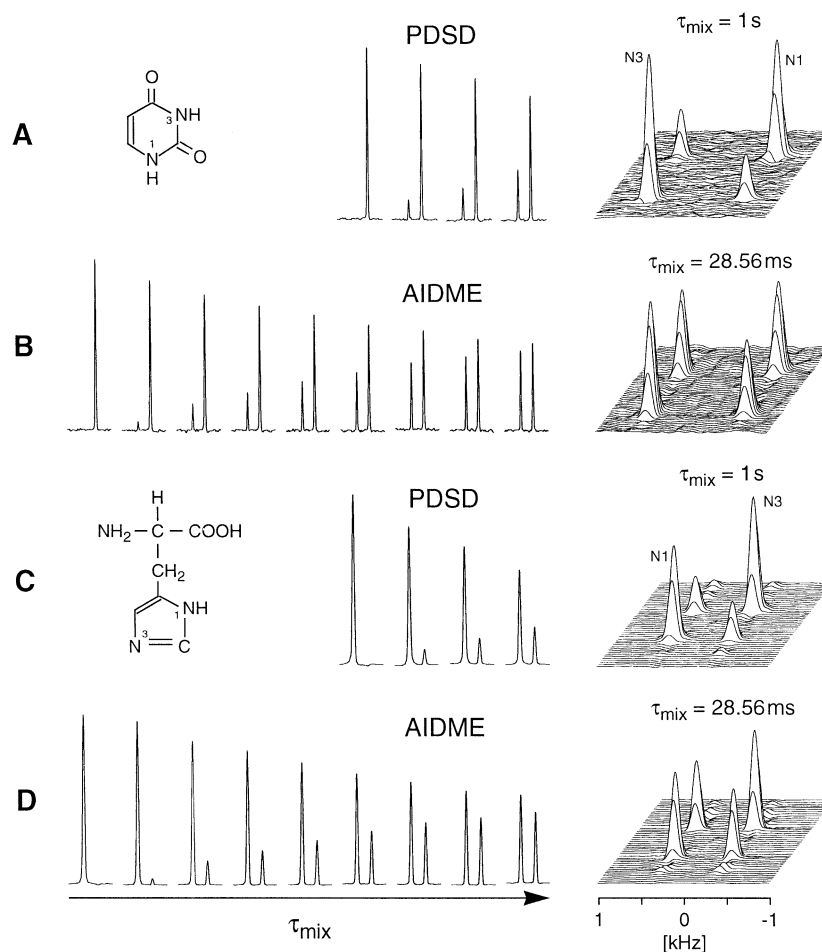 A
O
NH
3
1
N
H
O
PDSD
τmix = 1s
N3
N1
B
AIDME
τmix = 28.56ms
C
H
NH2 C COOH
CH2
NH
1
3
N C
PDSD
τmix = 1s
N1
N3
D
AIDME
τmix = 28.56ms
τmix
1 0 -1
[kHz]